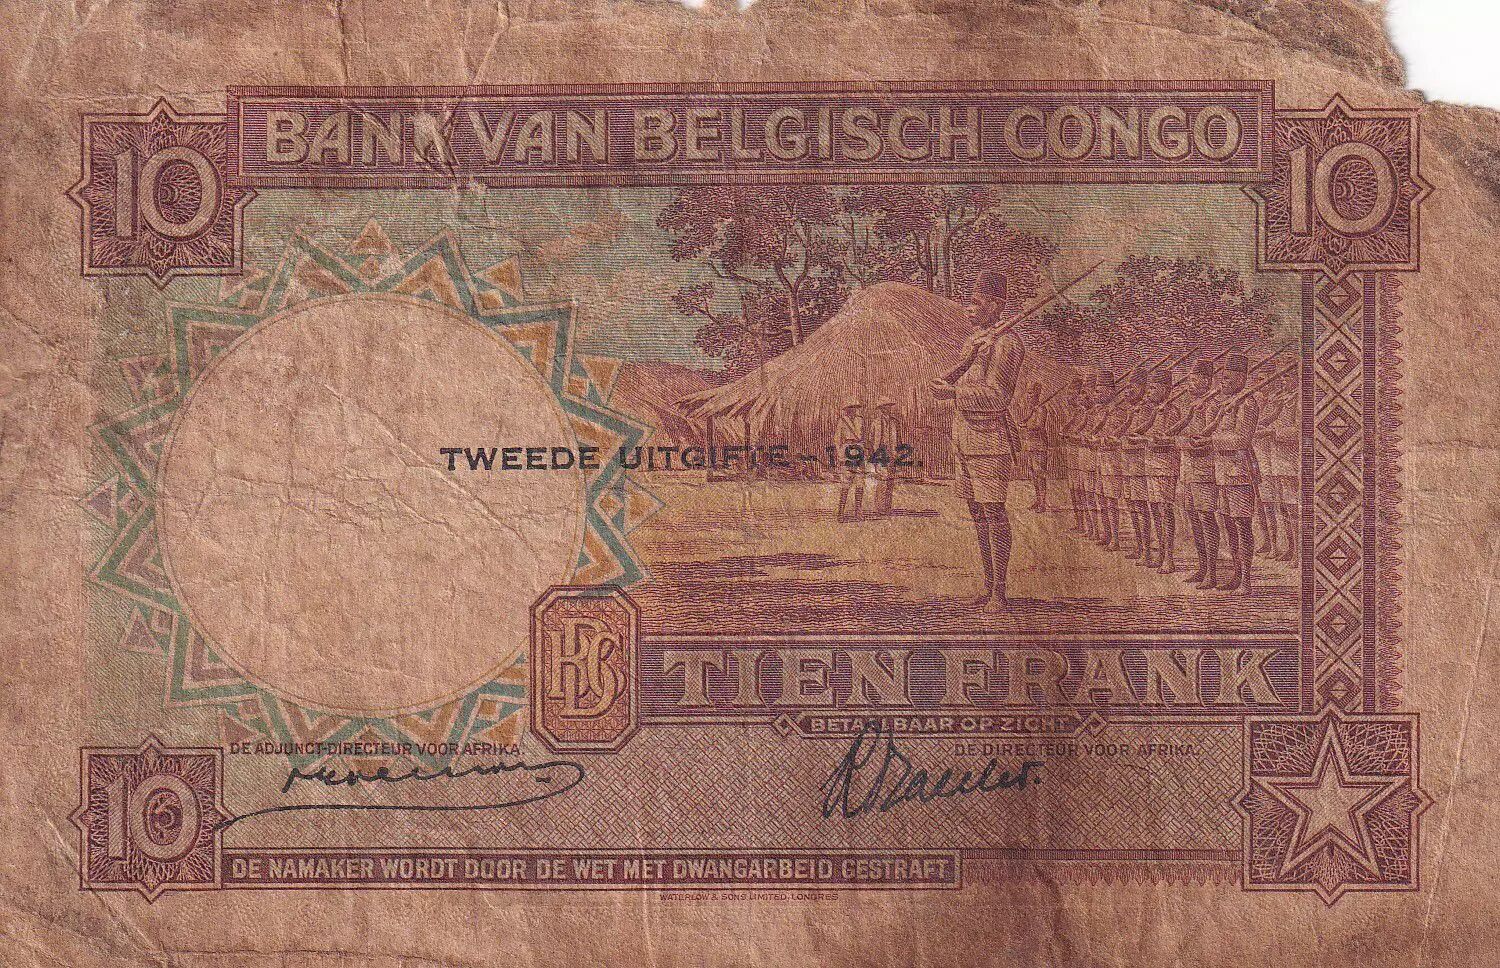 BANK VAN BELGISCH CONGO
10
10
TWEEDE UITGIFTE - 1942.
TIEN FRANK
BETAALBAAR OP ZICHT
DE ADJUNCT-DIRECTEUR VOOR AFRIKA.
DE DIRECTEUR VOOR AFRIKA.
10
DE NAMAKER WORDT DOOR DE WET MET DWANGARBEID GESTRAFT
WATERLOW & SONS LIMITED, LONDRES